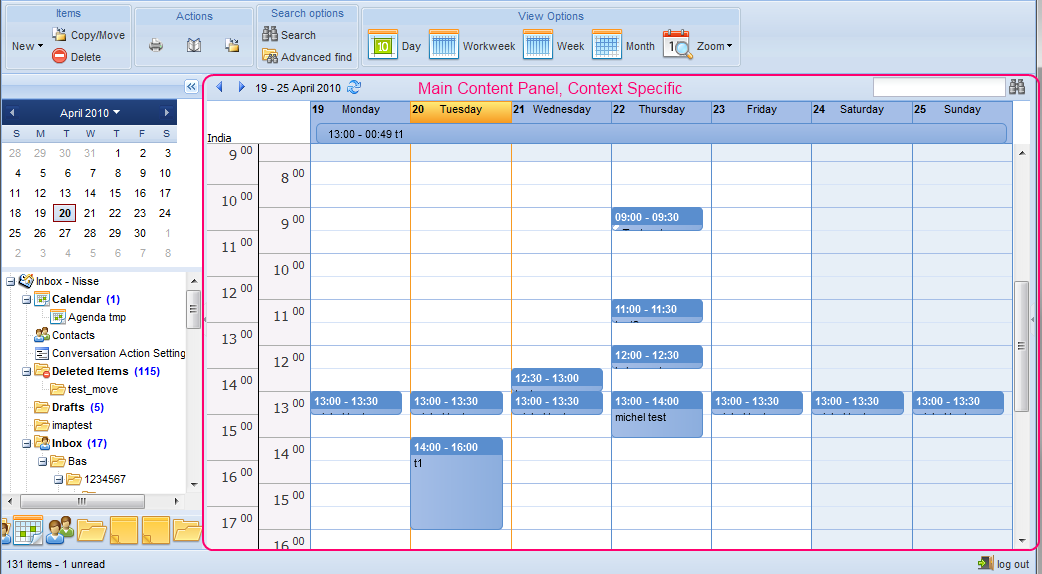 Items Actions Search options View Options
New Copy/Move Delete
Search
Advanced find
Day Workweek Week Month Zoom
19 - 25 April 2010 Main Content Panel, Context Specific
April 2010
S M T W T F S
28 29 30 31 1 2 3
4 5 6 7 8 9 10
11 12 13 14 15 16 17
18 19 20 21 22 23 24
25 26 27 28 29 30 1
2 3 4 5 6 7 8
Inbox - Nisse
Calendar (1)
Agenda tmp
Contacts
Conversation Action Setting
Deleted Items (115)
test_move
Drafts (5)
imaptest
Inbox (17)
Bas
1234567
19 Monday 20 Tuesday 21 Wednesday 22 Thursday 23 Friday 24 Saturday 25 Sunday
India
13:00 - 00:49 t1
9 00
8 00
10 00
9 00 09:00 - 09:30
11 00
10 00
12 00
11 00 11:00 - 11:30
13 00
12 00 12:00 - 12:30
14 00 12:30 - 13:00
13 00 13:00 - 13:30 13:00 - 13:30 13:00 - 13:30 13:00 - 14:00 13:00 - 13:30 13:00 - 13:30 13:00 - 13:30
michel test
15 00
14 00 14:00 - 16:00
t1
16 00
15 00
17 00
16 00
131 items - 1 unread log out